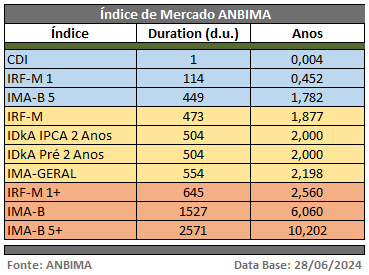 Índice de Mercado ANBIMA
Índice Duration (d.u.) Anos
CDI 1 0,004
IRF-M 1 114 0,452
IMA-B 5 449 1,782
IRF-M 473 1,877
IDkA IPCA 2 Anos 504 2,000
IDkA Pré 2 Anos 504 2,000
IMA-GERAL 554 2,198
IRF-M 1+ 645 2,560
IMA-B 1527 6,060
IMA-B 5+ 2571 10,202
Fonte: ANBIMA Data Base: 28/06/2024